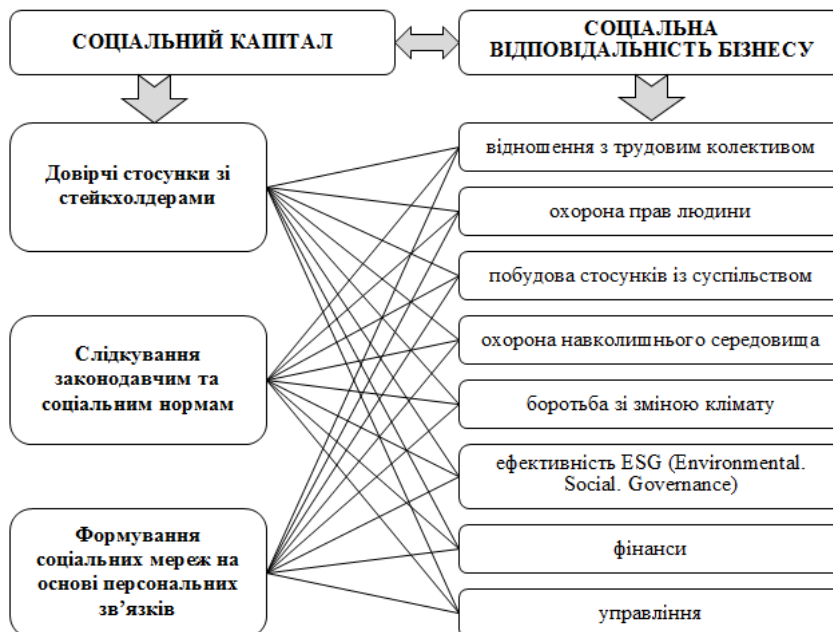 СОЦІАЛЬНИЙ КАПІТАЛ
СОЦІАЛЬНА
ВІДПОВІДАЛЬНІСТЬ БІЗНЕСУ
Довірчі стосунки зі
стейкхолдерами
Слідкування
законодавчим та
соціальним нормам
Формування
соціальних мереж на
основі персональних
зв’язків
відношення з трудовим колективом
охорона прав людини
побудова стосунків із суспільством
охорона навколишнього середовища
боротьба зі зміною клімату
ефективність ESG (Environmental.
Social. Governance)
фінанси
управління